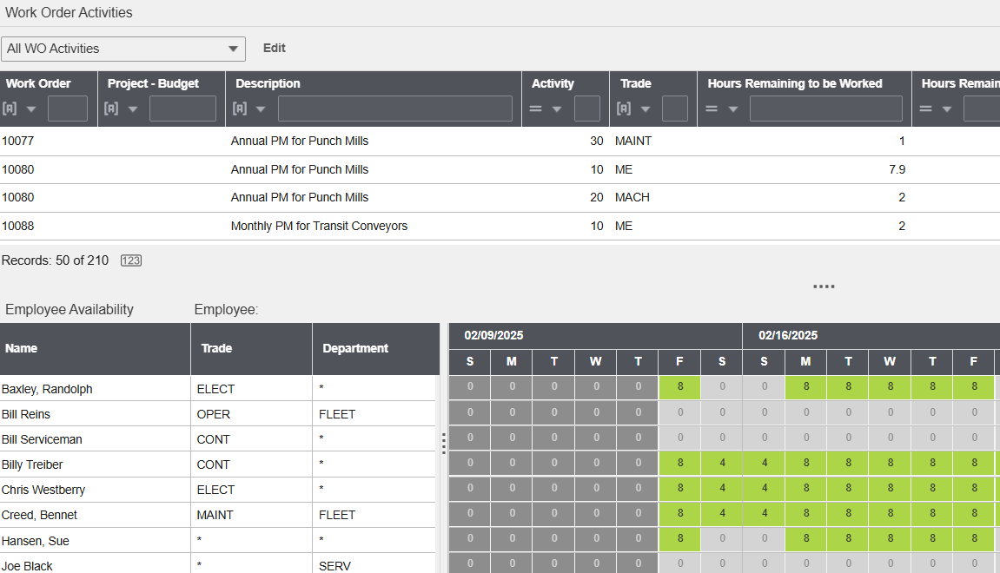 Work Order Activities
All WO Activities Edit
Work Order Project - Budget Description Activity Trade Hours Remaining to be Worked Hours Remain
[A] [A] [A] = [A] = =
10077 Annual PM for Punch Mills 30 MAINT 1
10080 Annual PM for Punch Mills 10 ME 7.9
10080 Annual PM for Punch Mills 20 MACH 2
10088 Monthly PM for Transit Conveyors 10 ME 2
Records: 50 of 210 123
Employee Availability Employee:
02/09/2025 02/16/2025
Name Trade Department S M T W T F S S M T W T F
Baxley, Randolph ELECT * 0 0 0 0 0 8 0 0 8 8 8 8 8
Bill Reins OPER FLEET 0 0 0 0 0 0 0 0 0 0 0 0 0
Bill Serviceman CONT * 0 0 0 0 0 0 0 0 0 0 0 0 0
Billy Treiber CONT * 0 0 0 0 0 8 4 4 8 8 8 8 8
Chris Westberry ELECT * 0 0 0 0 0 8 4 4 8 8 8 8 8
Creed, Bennet MAINT FLEET 0 0 0 0 0 8 4 4 8 8 8 8 8
Hansen, Sue * * 0 0 0 0 0 8 0 0 8 8 8 8 8
Joe Black * SERV 0 0 0 0 0 0 0 0 0 0 0 0 0